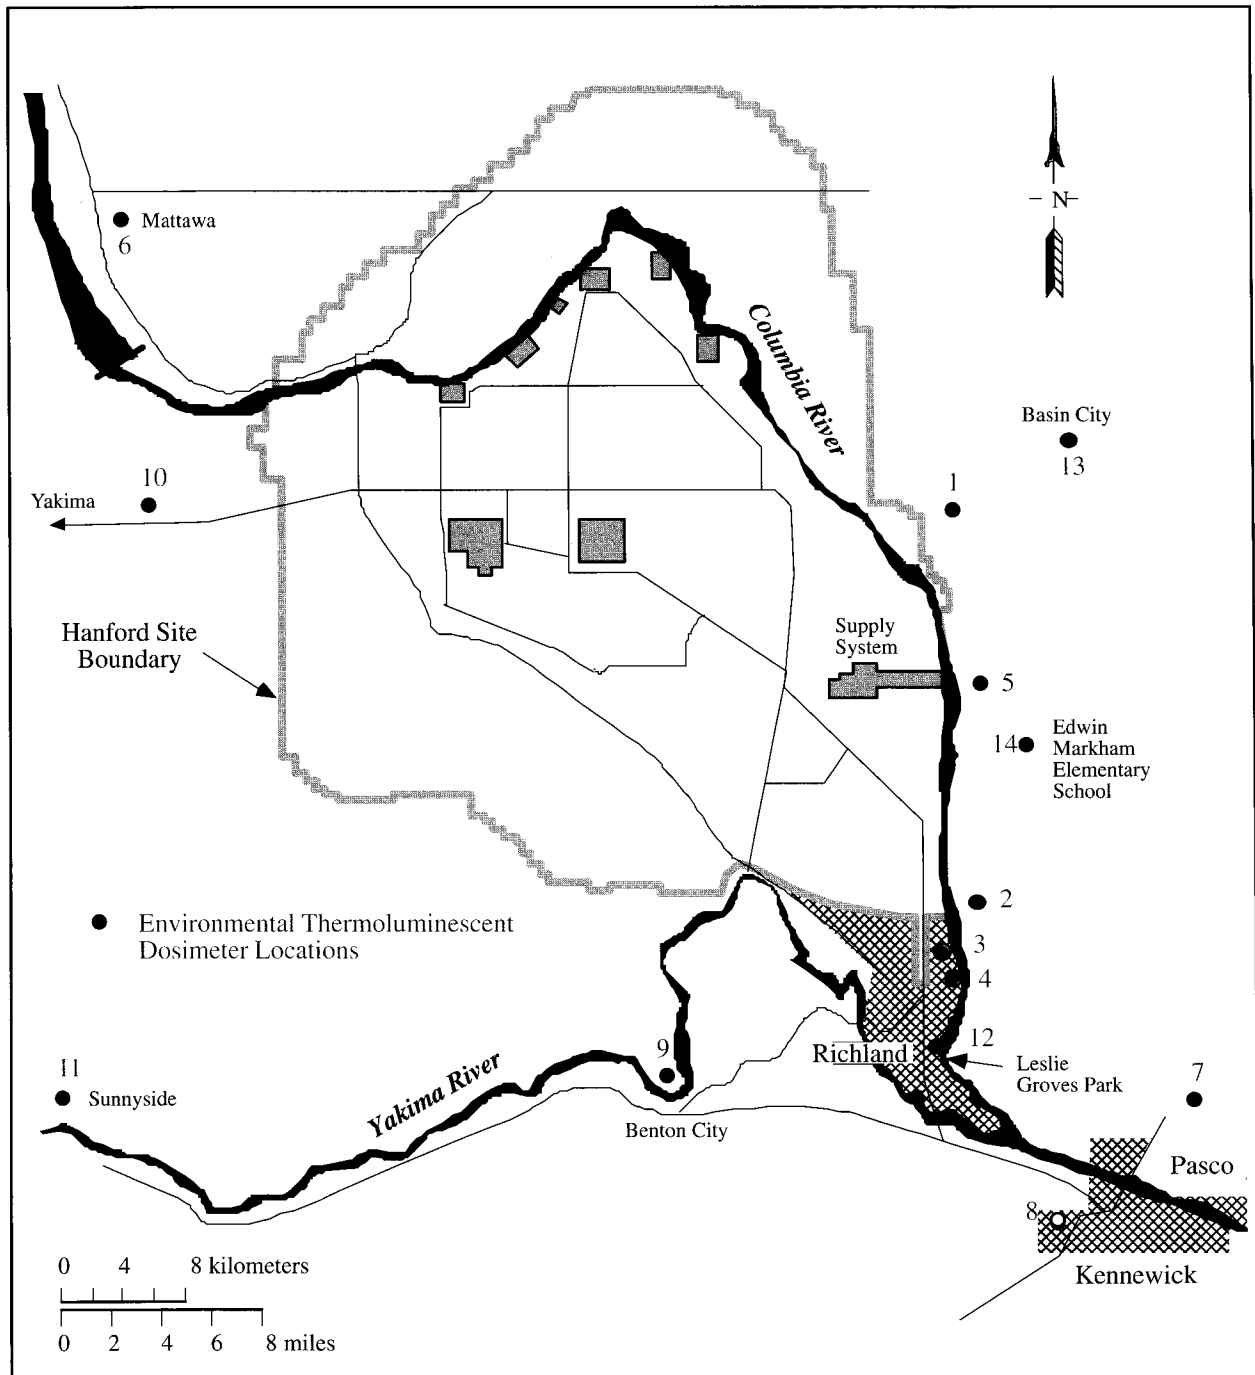 N
Mattawa
6
Columbia River
Basin City
13
10
1
Yakima
Hanford Site
Boundary
Supply
System
5
14
Edwin
Markham
Elementary
School
2
Environmental Thermoluminescent
Dosimeter Locations
3
4
12
Richland
Leslie
Groves Park
9
7
11
Sunnyside
Yakima River
Benton City
Pasco
8
Kennewick
0 4 8 kilometers
0 2 4 6 8 miles